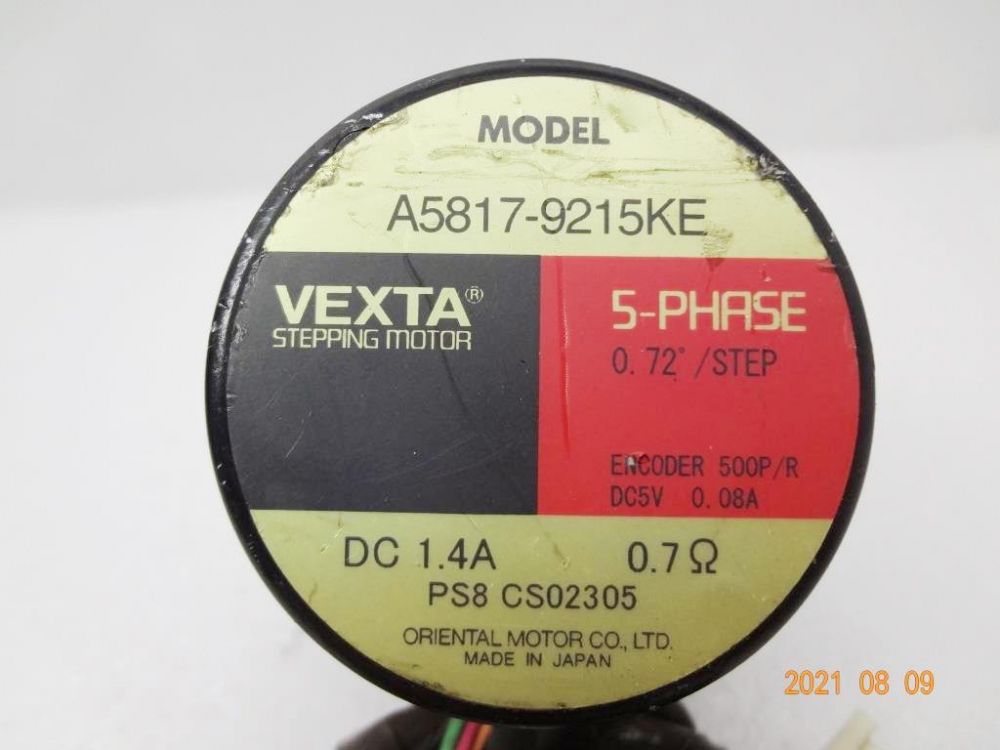 MODEL
A5817-9215KE
VEXTA®
STEPPING MOTOR
5-PHASE
0.72°/STEP
ENCODER 500P/R
DC5V 0.08A
DC 1.4A 0.7Ω
PS8 CS02305
ORIENTAL MOTOR CO., LTD.
MADE IN JAPAN
2021 08 09